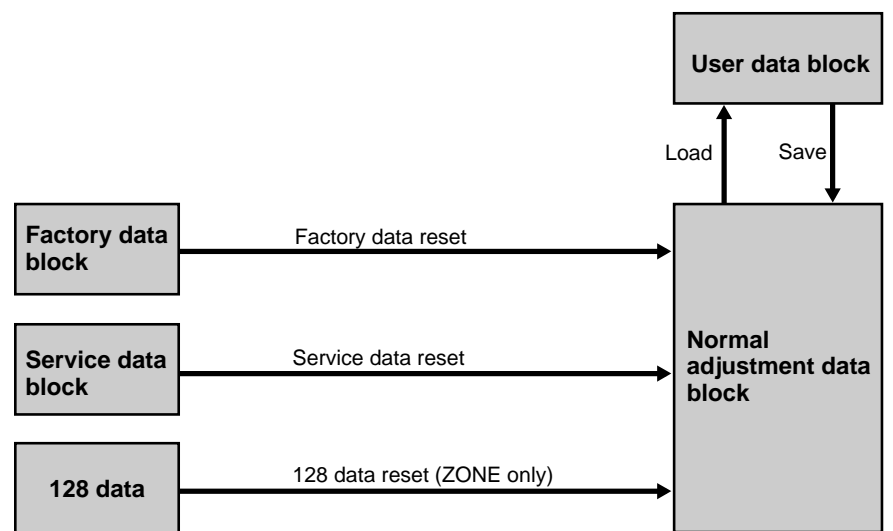 User data block
Load
Save
Factory data
block
Factory data reset
Service data
block
Service data reset
Normal
adjustment data
block
128 data
128 data reset (ZONE only)